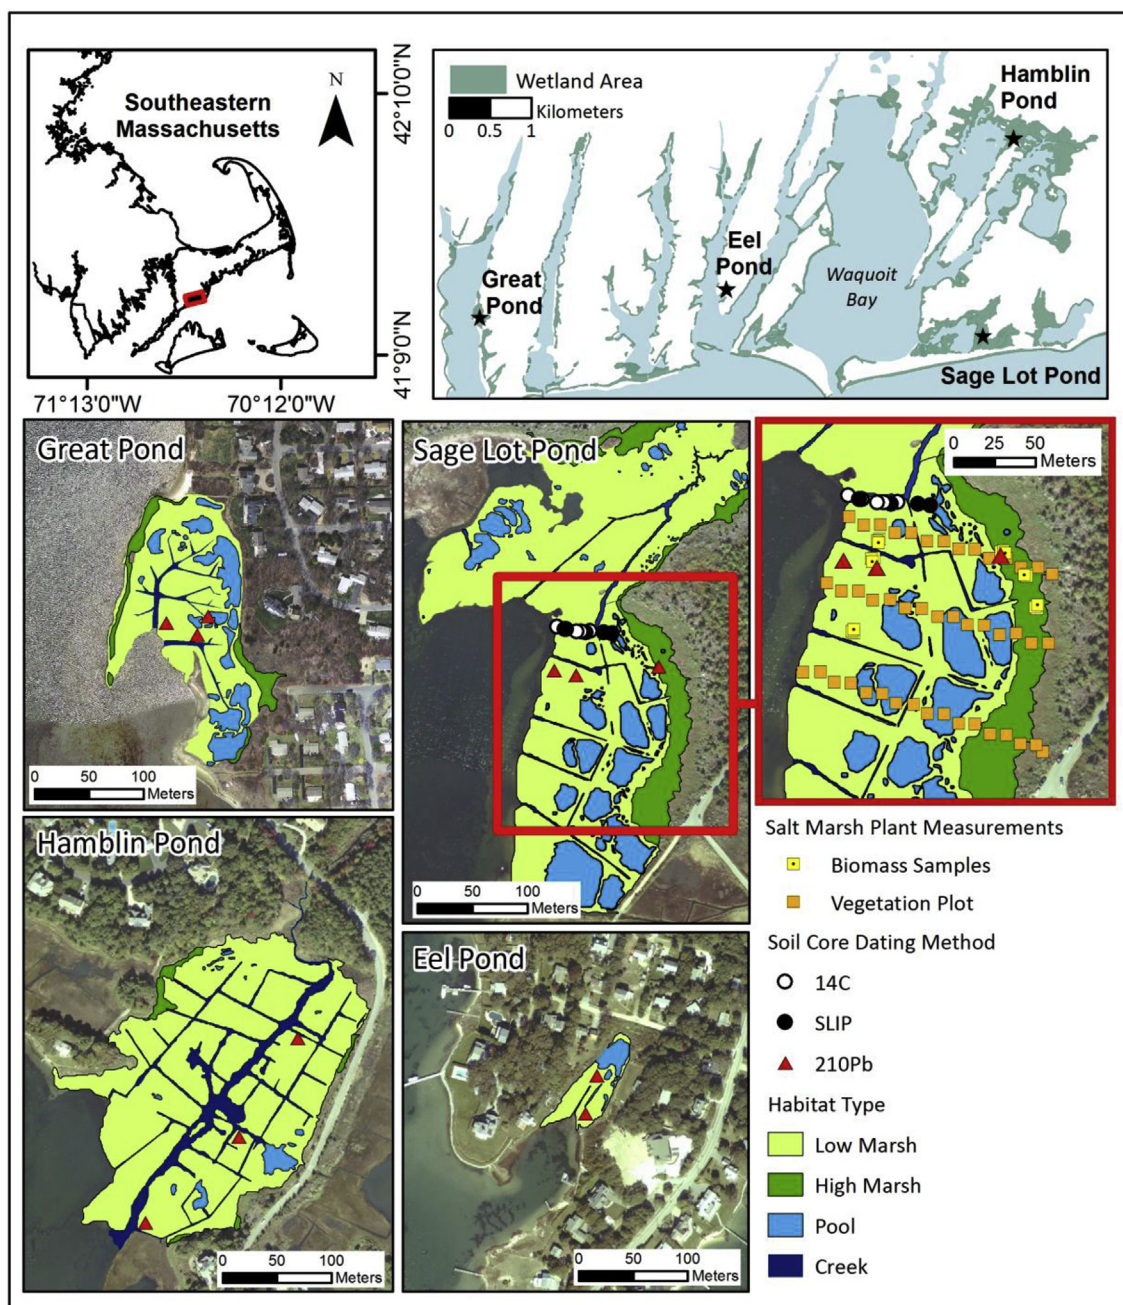 Southeastern
Massachusetts
N
42°10'0"N
41°9'0"N
71°13'0"W
70°12'0"W
Wetland Area
Kilometers
0 0.5 1
Hamblin
Pond
Eel
Pond
Great
Pond
Waquoit
Bay
Sage Lot Pond
Great Pond
0 50 100
Meters
Sage Lot Pond
0 50 100
Meters
0 25 50
Meters
Hamblin Pond
0 50 100
Meters
Eel Pond
0 50 100
Meters
Salt Marsh Plant Measurements
Biomass Samples
Vegetation Plot
Soil Core Dating Method
14C
SLIP
210Pb
Habitat Type
Low Marsh
High Marsh
Pool
Creek